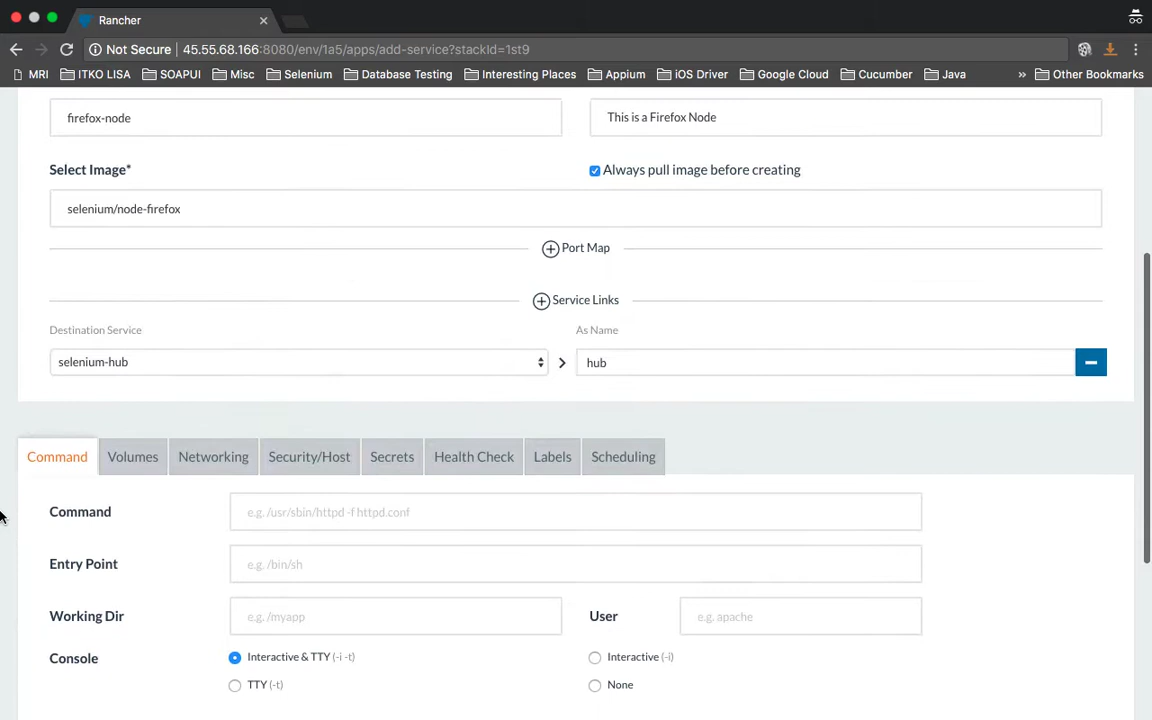 Rancher
Not Secure 45.55.68.166:8080/env/1a5/apps/add-service?stackId=1st9
MRI ITKO LISA SOAPUI Misc Selenium Database Testing Interesting Places Appium iOS Driver Google Cloud Cucumber Java » Other Bookmarks
firefox-node This is a Firefox Node
Select Image* Always pull image before creating
selenium/node-firefox
Port Map
Service Links
Destination Service As Name
selenium-hub hub
Command Volumes Networking Security/Host Secrets Health Check Labels Scheduling
Command e.g. /usr/sbin/httpd -f httpd.conf
Entry Point e.g. /bin/sh
Working Dir e.g. /myapp User e.g. apache
Console Interactive & TTY (-i -t) Interactive (-i)
TTY (-t) None